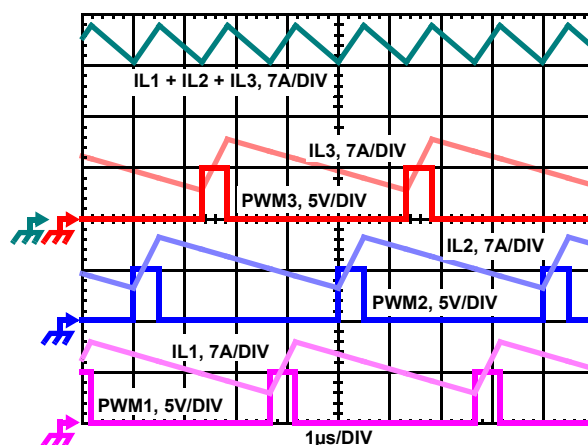 IL1 + IL2 + IL3, 7A/DIV
IL3, 7A/DIV
PWM3, 5V/DIV
IL2, 7A/DIV
PWM2, 5V/DIV
IL1, 7A/DIV
PWM1, 5V/DIV
1µs/DIV